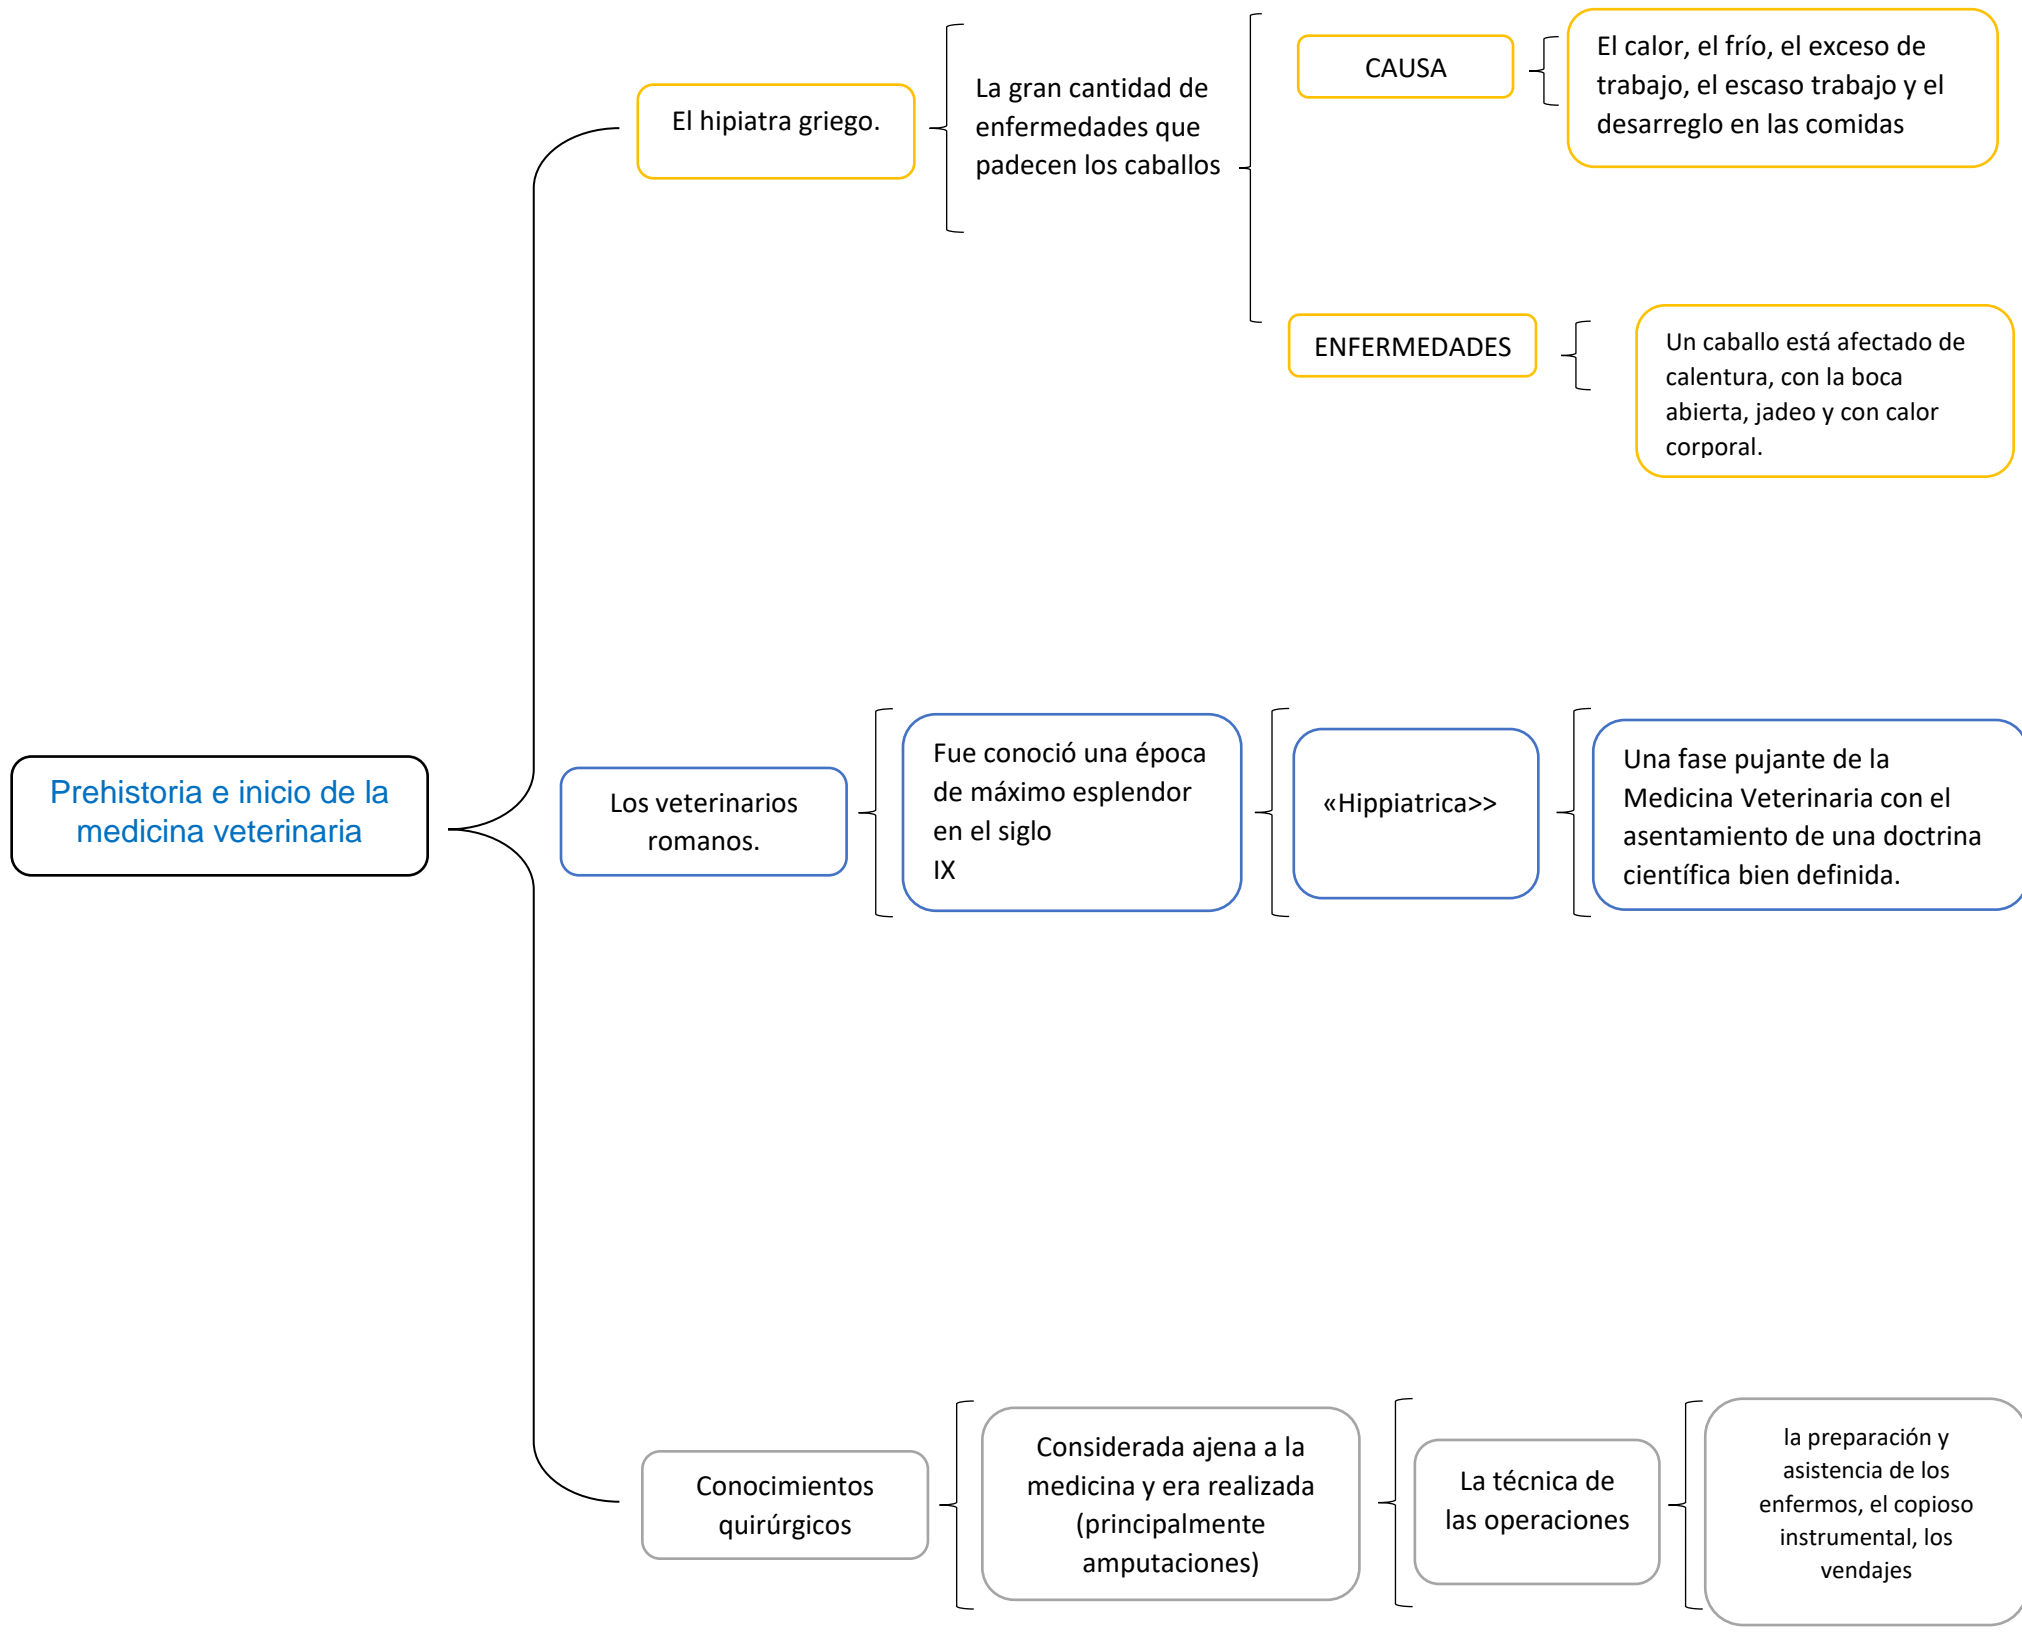 Prehistoria e inicio de la
medicina veterinaria
El hipiatra griego.
La gran cantidad de
enfermedades que
padecen los caballos
CAUSA
El calor, el frío, el exceso de
trabajo, el escaso trabajo y el
desarreglo en las comidas
ENFERMEDADES
Un caballo está afectado de
calentura, con la boca
abierta, jadeo y con calor
corporal.
Los veterinarios
romanos.
Fue conoció una época
de máximo esplendor
en el siglo
IX
«Hippiatrica>>
Una fase pujante de la
Medicina Veterinaria con el
asentamiento de una doctrina
científica bien definida.
Conocimientos
quirúrgicos
Considerada ajena a la
medicina y era realizada
(principalmente
amputaciones)
La técnica de
las operaciones
la preparación y
asistencia de los
enfermos, el copioso
instrumental, los
vendajes